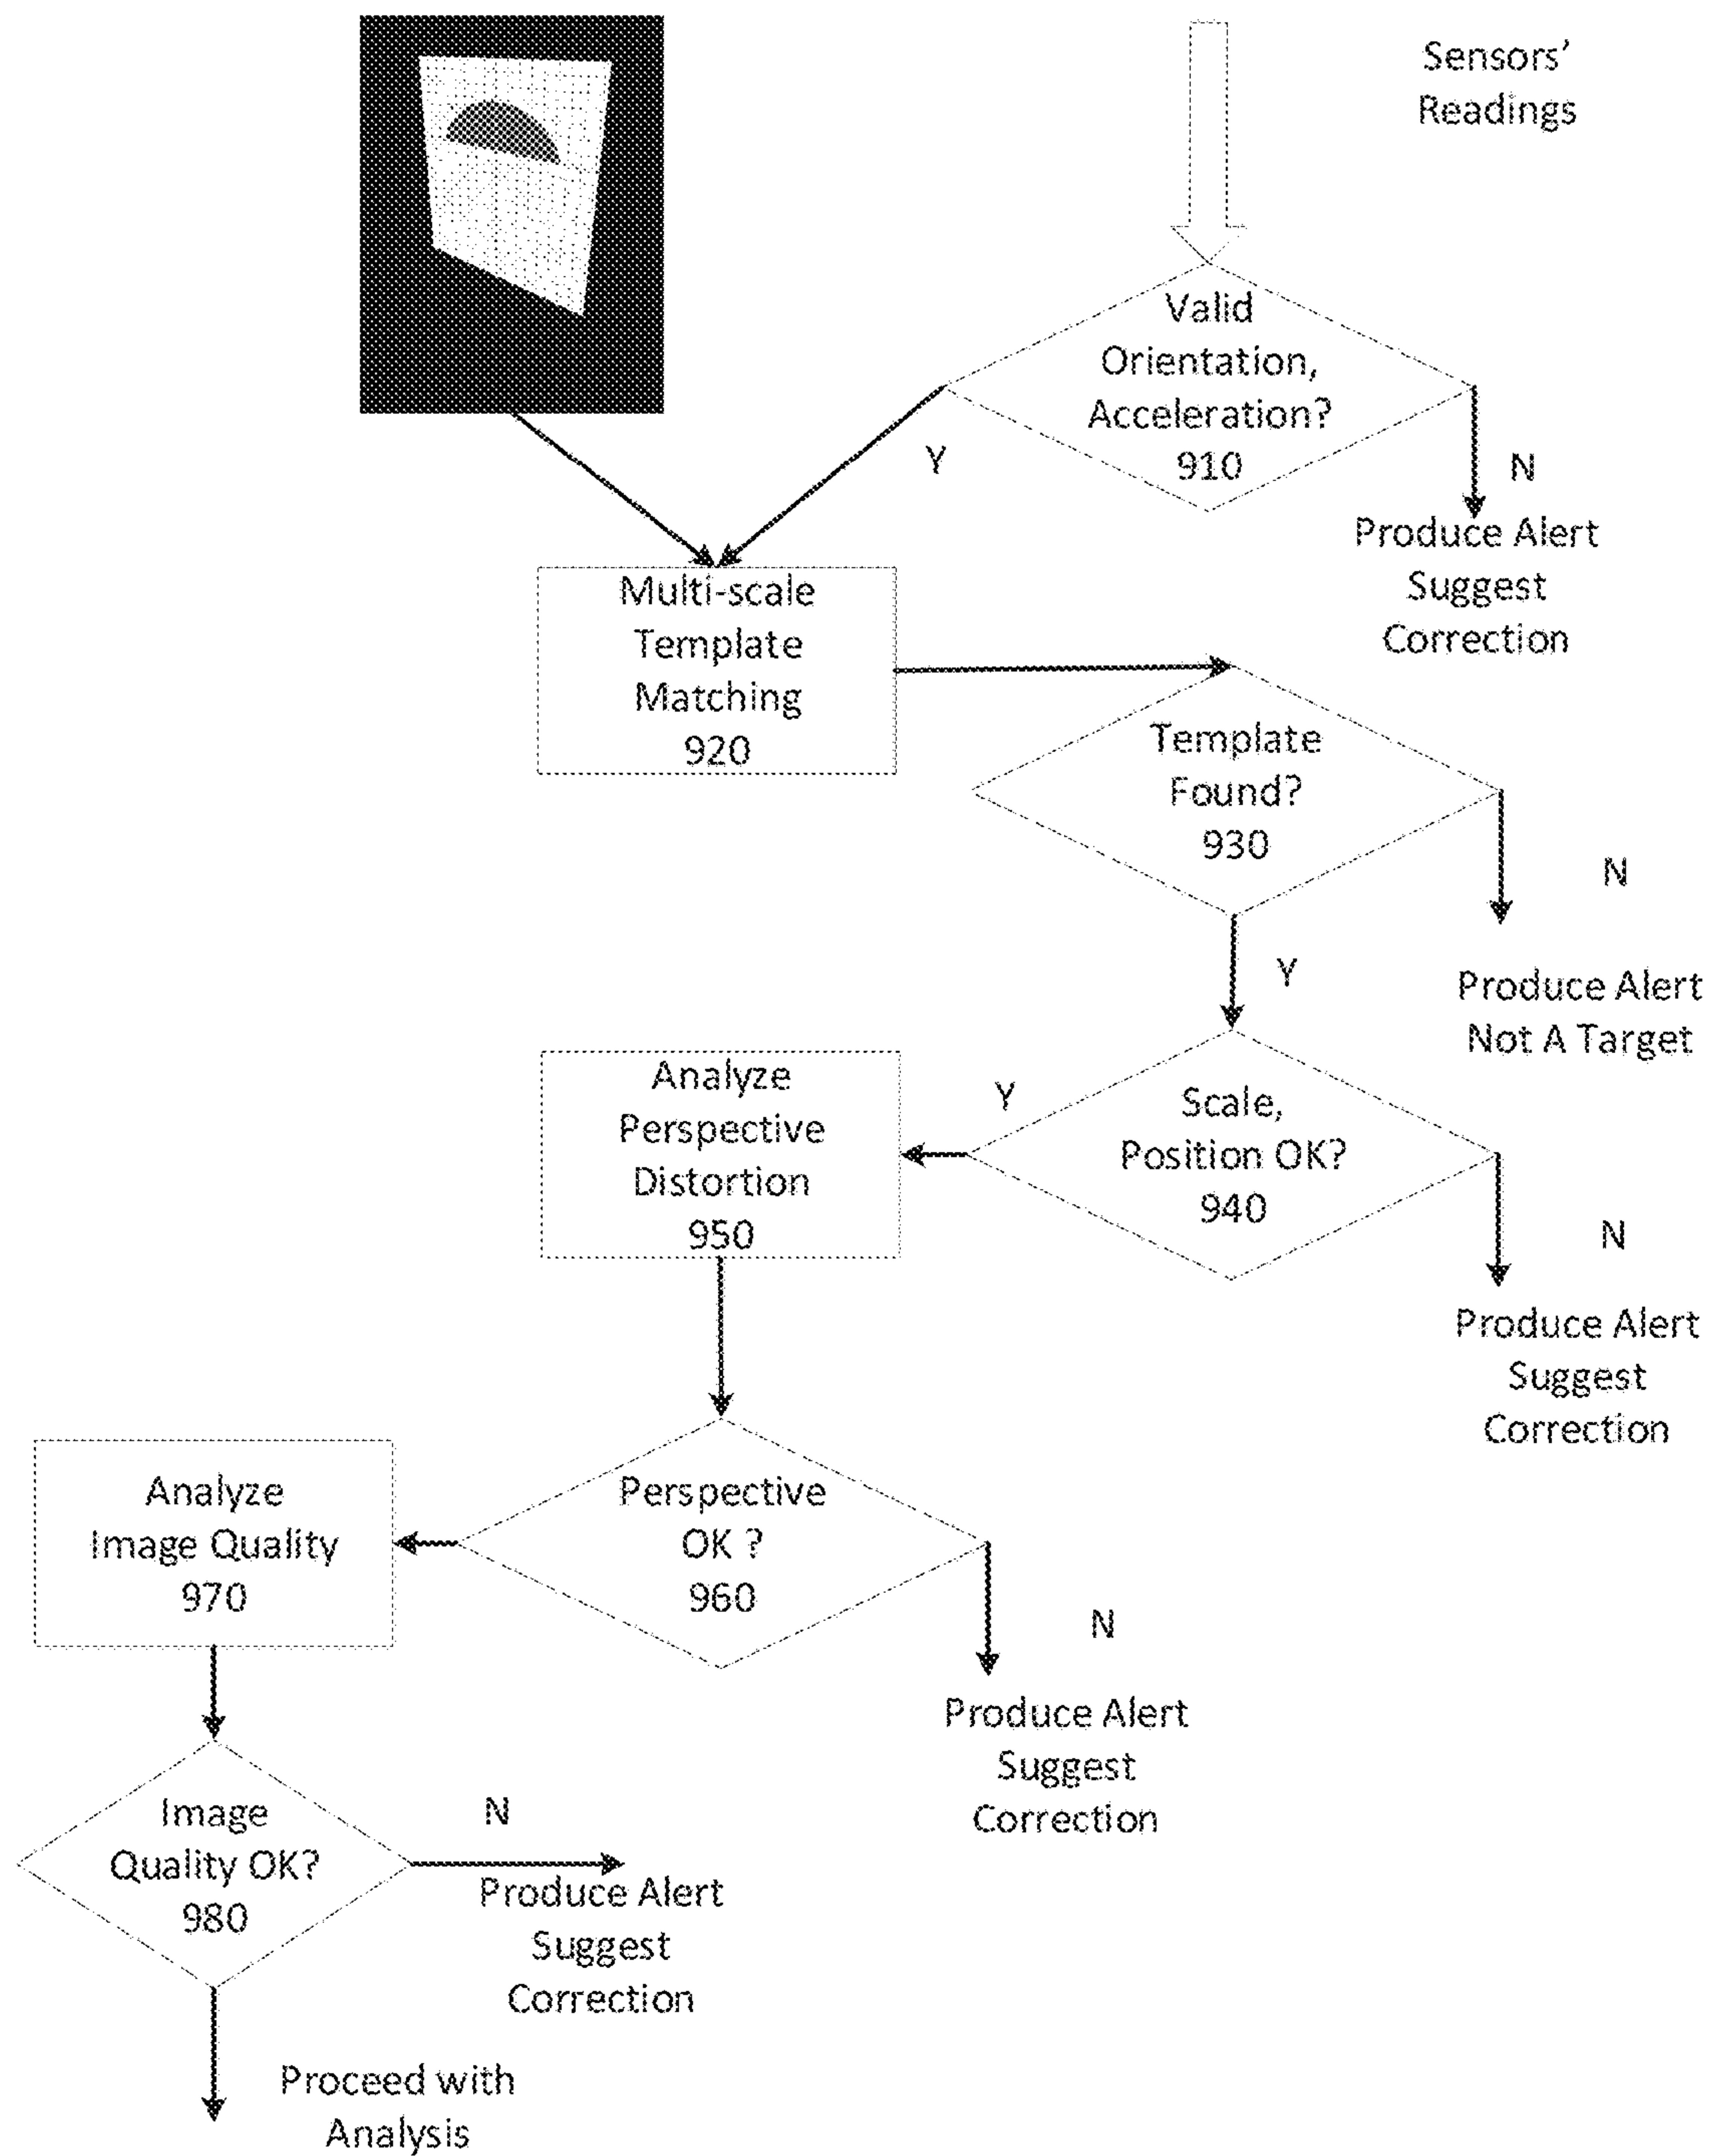 Sensors'
Readings
Valid
Orientation,
Acceleration?
910
Y
N
Produce Alert
Suggest
Correction
Multi-scale
Template
Matching
920
Template
Found?
930
N
Y
Produce Alert
Not A Target
Scale,
Position OK?
940
Y
N
Produce Alert
Suggest
Correction
Analyze
Perspective
Distortion
950
Perspective
OK ?
960
N
Produce Alert
Suggest
Correction
Analyze
Image Quality
970
Image
Quality OK?
980
N
Produce Alert
Suggest
Correction
Proceed with
Analysis